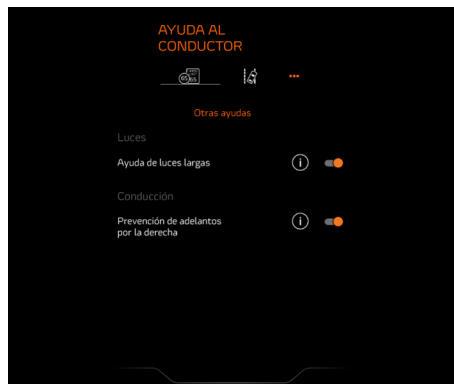 AYUDA AL
CONDUCTOR
Otras ayudas
Luces
Ayuda de luces largas
Conducción
Prevención de adelantos
por la derecha